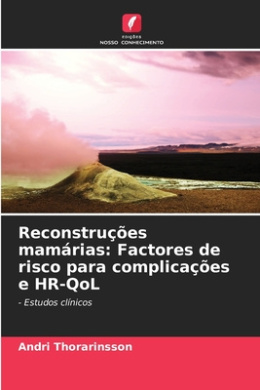 edições
NOSSO CONHECIMENTO
Reconstruções
mamárias: Factores de
risco para complicações
e HR-QoL
- Estudos clínicos
Andri Thorarinsson